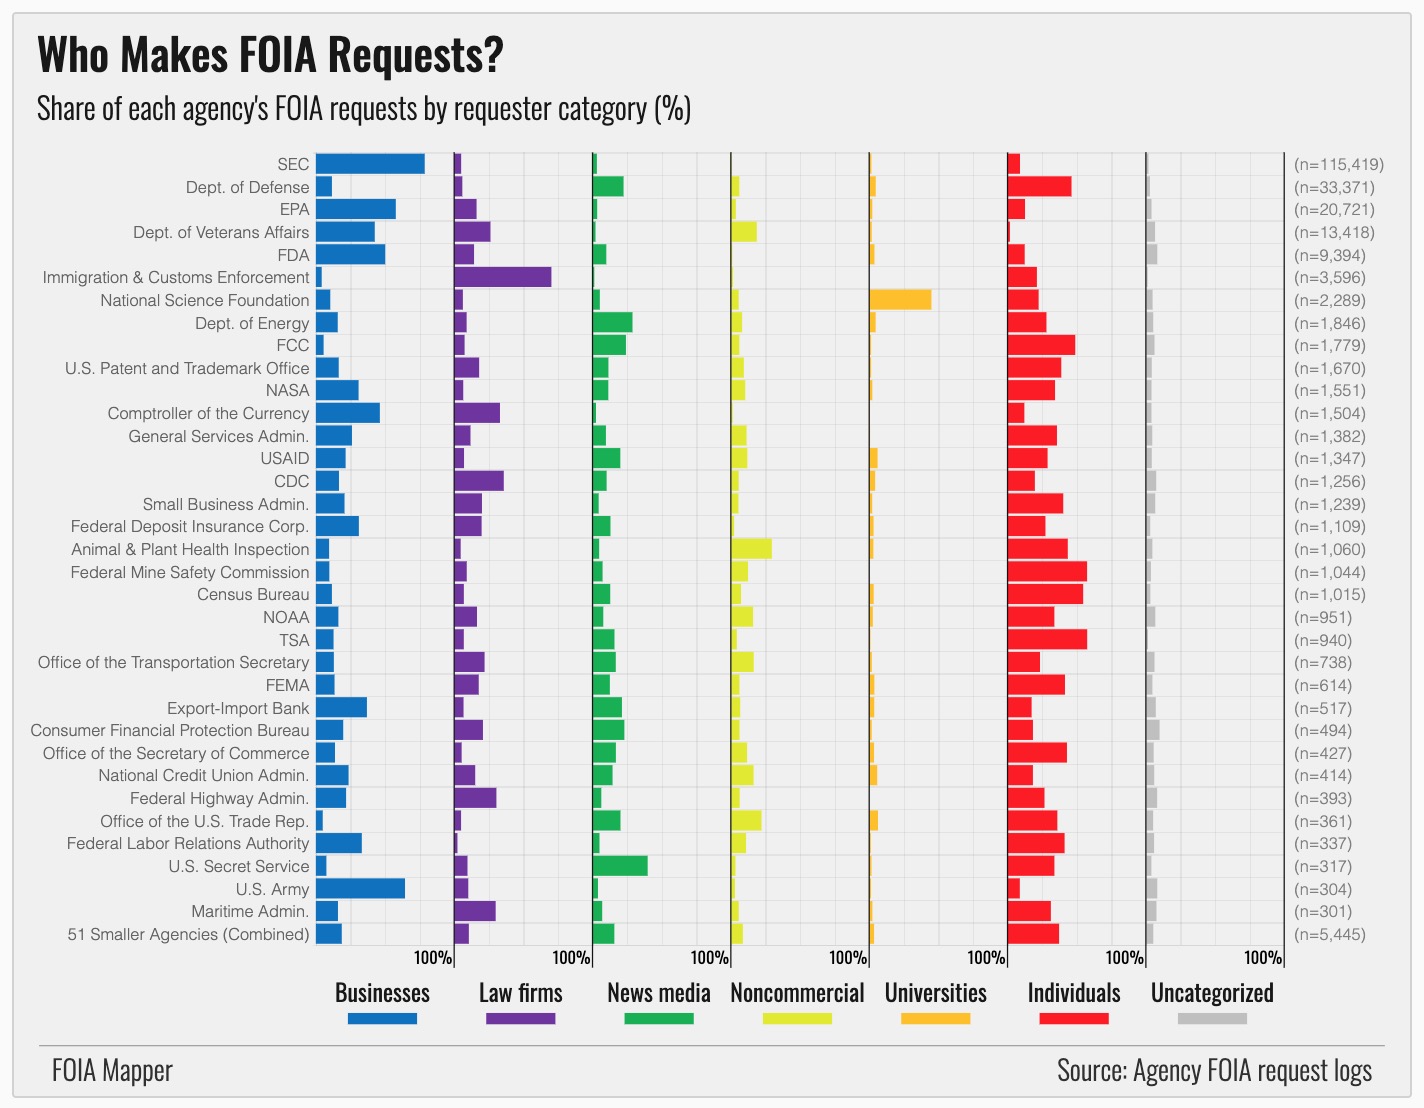 Who Makes FOIA Requests?
Share of each agency's FOIA requests by requester category (%)
SEC (n=115,419)
Dept. of Defense (n=33,371)
EPA (n=20,721)
Dept. of Veterans Affairs (n=13,418)
FDA (n=9,394)
Immigration & Customs Enforcement (n=3,596)
National Science Foundation (n=2,289)
Dept. of Energy (n=1,846)
FCC (n=1,779)
U.S. Patent and Trademark Office (n=1,670)
NASA (n=1,551)
Comptroller of the Currency (n=1,504)
General Services Admin. (n=1,382)
USAID (n=1,347)
CDC (n=1,256)
Small Business Admin. (n=1,239)
Federal Deposit Insurance Corp. (n=1,109)
Animal & Plant Health Inspection (n=1,060)
Federal Mine Safety Commission (n=1,044)
Census Bureau (n=1,015)
NOAA (n=951)
TSA (n=940)
Office of the Transportation Secretary (n=738)
FEMA (n=614)
Export-Import Bank (n=517)
Consumer Financial Protection Bureau (n=494)
Office of the Secretary of Commerce (n=427)
National Credit Union Admin. (n=414)
Federal Highway Admin. (n=393)
Office of the U.S. Trade Rep. (n=361)
Federal Labor Relations Authority (n=337)
U.S. Secret Service (n=317)
U.S. Army (n=304)
Maritime Admin. (n=301)
51 Smaller Agencies (Combined) (n=5,445)
100% 100% 100% 100% 100% 100% 100%
Businesses Law firms News media Noncommercial Universities Individuals Uncategorized
FOIA Mapper Source: Agency FOIA request logs